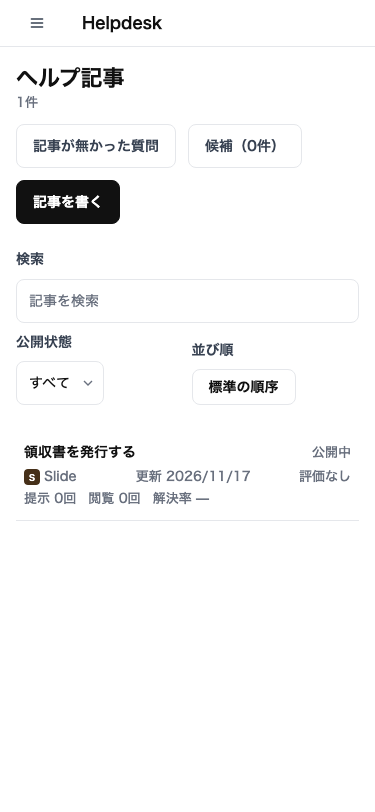 Helpdesk
ヘルプ記事
1件
記事が無かった質問
候補（0件）
記事を書く
検索
記事を検索
公開状態
並び順
すべて
標準の順序
領収書を発行する
公開中
S Slide
更新 2026/11/17
評価なし
提示 0回 閲覧 0回 解決率 —